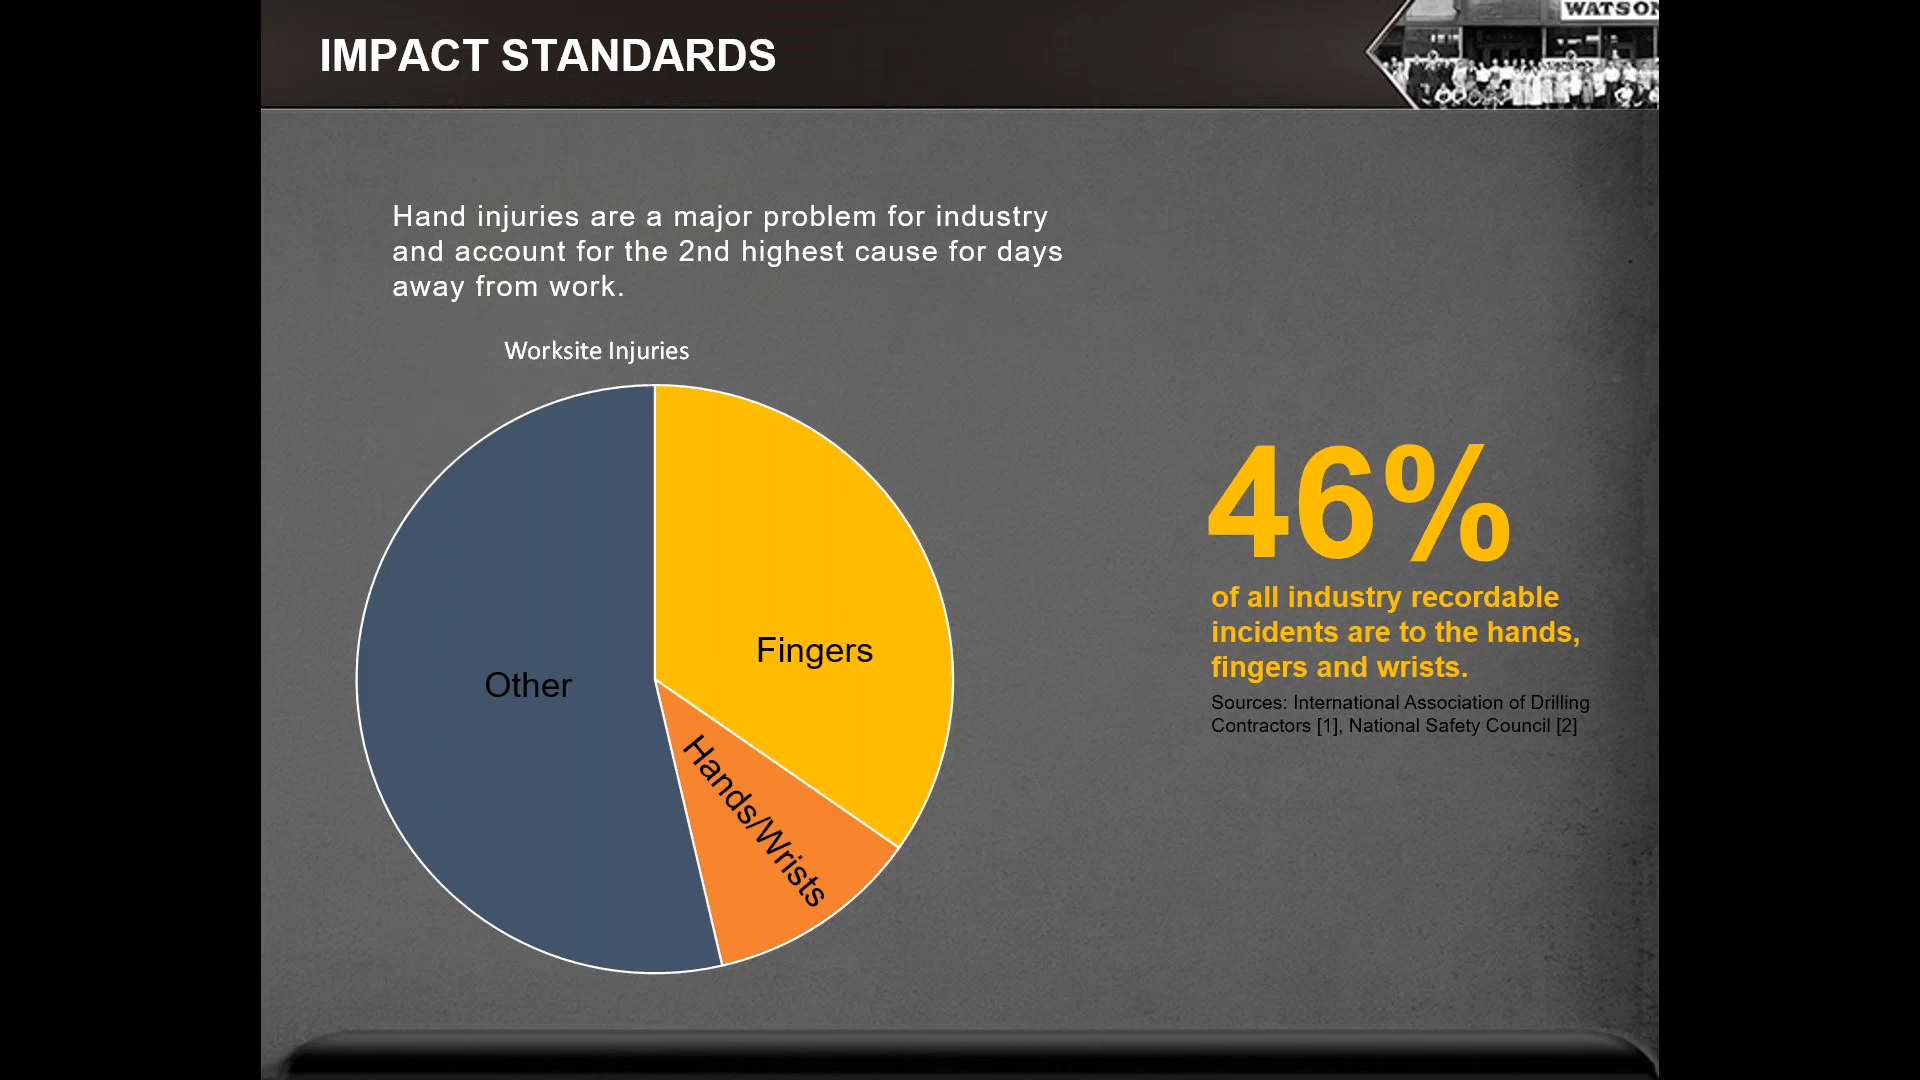 IMPACT STANDARDS
WATSON
Hand injuries are a major problem for industry
and account for the 2nd highest cause for days
away from work.
Worksite Injuries
Fingers
Other
Hands/Wrists
46%
of all industry recordable
incidents are to the hands,
fingers and wrists.
Sources: International Association of Drilling
Contractors [1], National Safety Council [2]